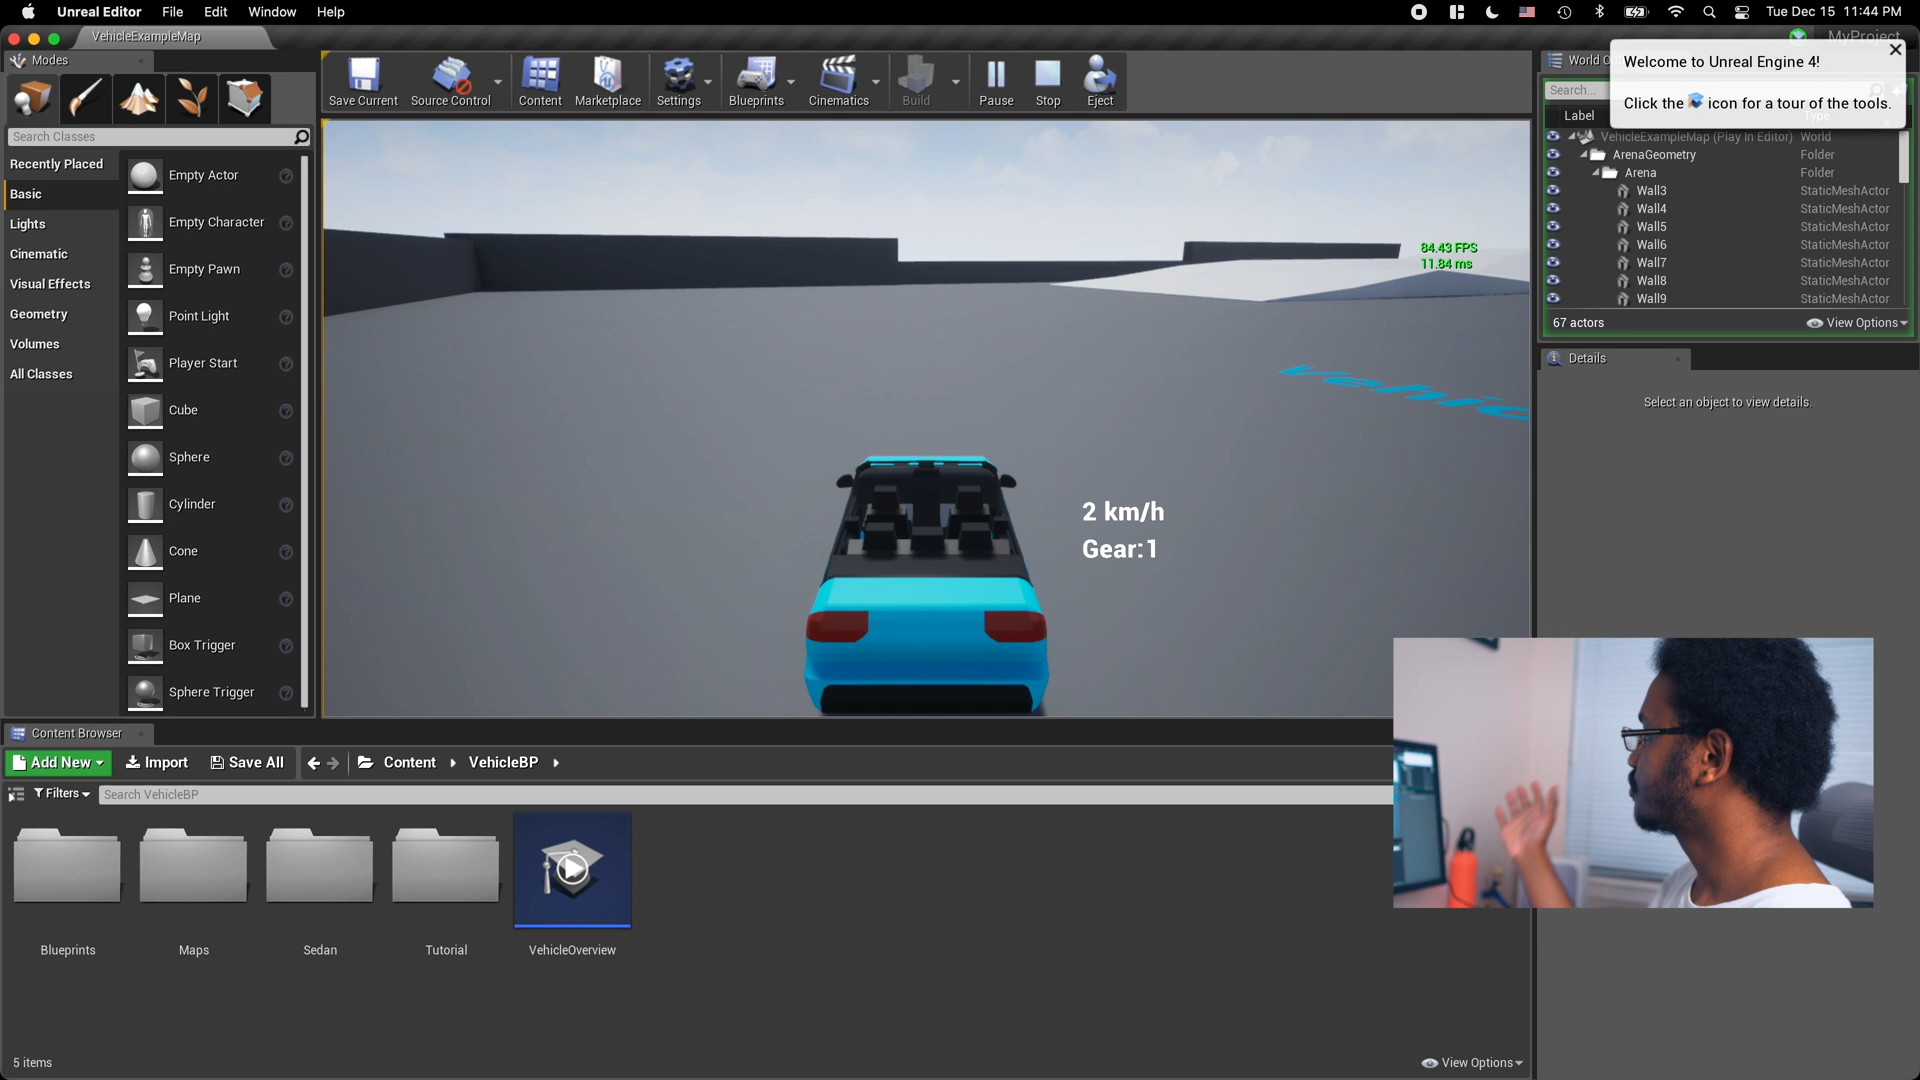 Unreal Editor File Edit Window Help
Tue Dec 15 11:44 PM
VehicleExampleMap
MyProject
Modes
Save Current Source Control Content Marketplace Settings Blueprints Cinematics Build Pause Stop Eject
Welcome to Unreal Engine 4!
Click the icon for a tour of the tools.
World
Search...
Search Classes
Label Type
Recently Placed
Basic
Lights
Cinematic
Visual Effects
Geometry
Volumes
All Classes
Empty Actor
Empty Character
Empty Pawn
Point Light
Player Start
Cube
Sphere
Cylinder
Cone
Plane
Box Trigger
Sphere Trigger
84.43 FPS
11.84 ms
2 km/h
Gear:1
VehicleExampleMap (Play In Editor) World
ArenaGeometry Folder
Arena Folder
Wall3 StaticMeshActor
Wall4 StaticMeshActor
Wall5 StaticMeshActor
Wall6 StaticMeshActor
Wall7 StaticMeshActor
Wall8 StaticMeshActor
Wall9 StaticMeshActor
67 actors View Options
Details
Select an object to view details.
Content Browser
Add New Import Save All Content VehicleBP
Filters Search VehicleBP
Blueprints Maps Sedan Tutorial VehicleOverview
5 items View Options